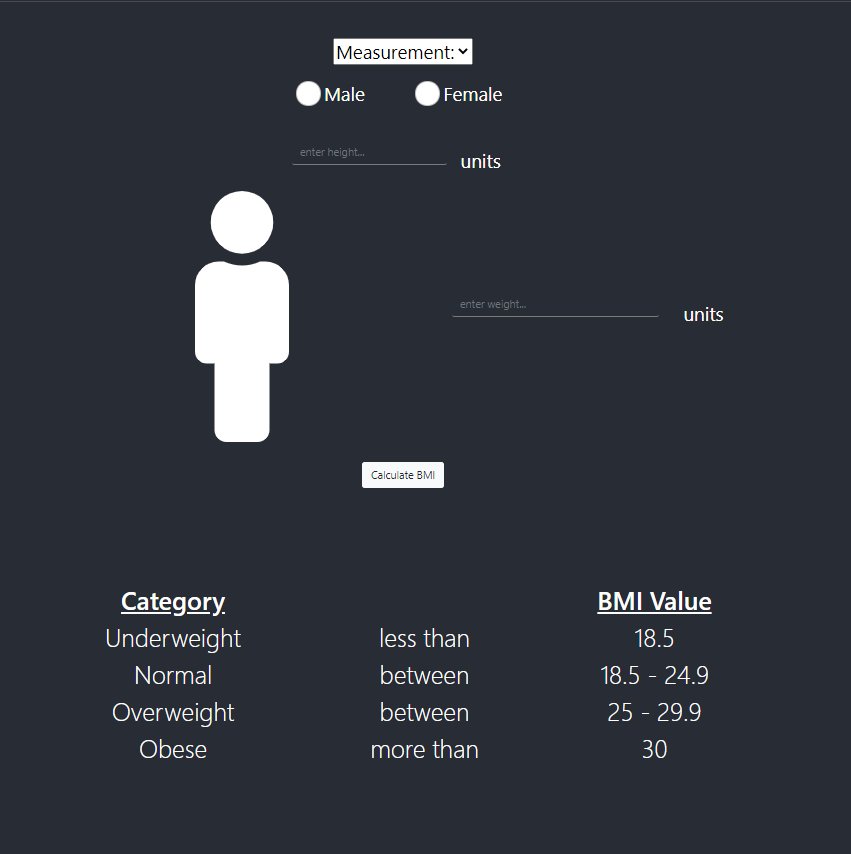 Measurement:
Male Female
enter height... units
enter weight... units
Calculate BMI
Category BMI Value
Underweight less than 18.5
Normal between 18.5 - 24.9
Overweight between 25 - 29.9
Obese more than 30